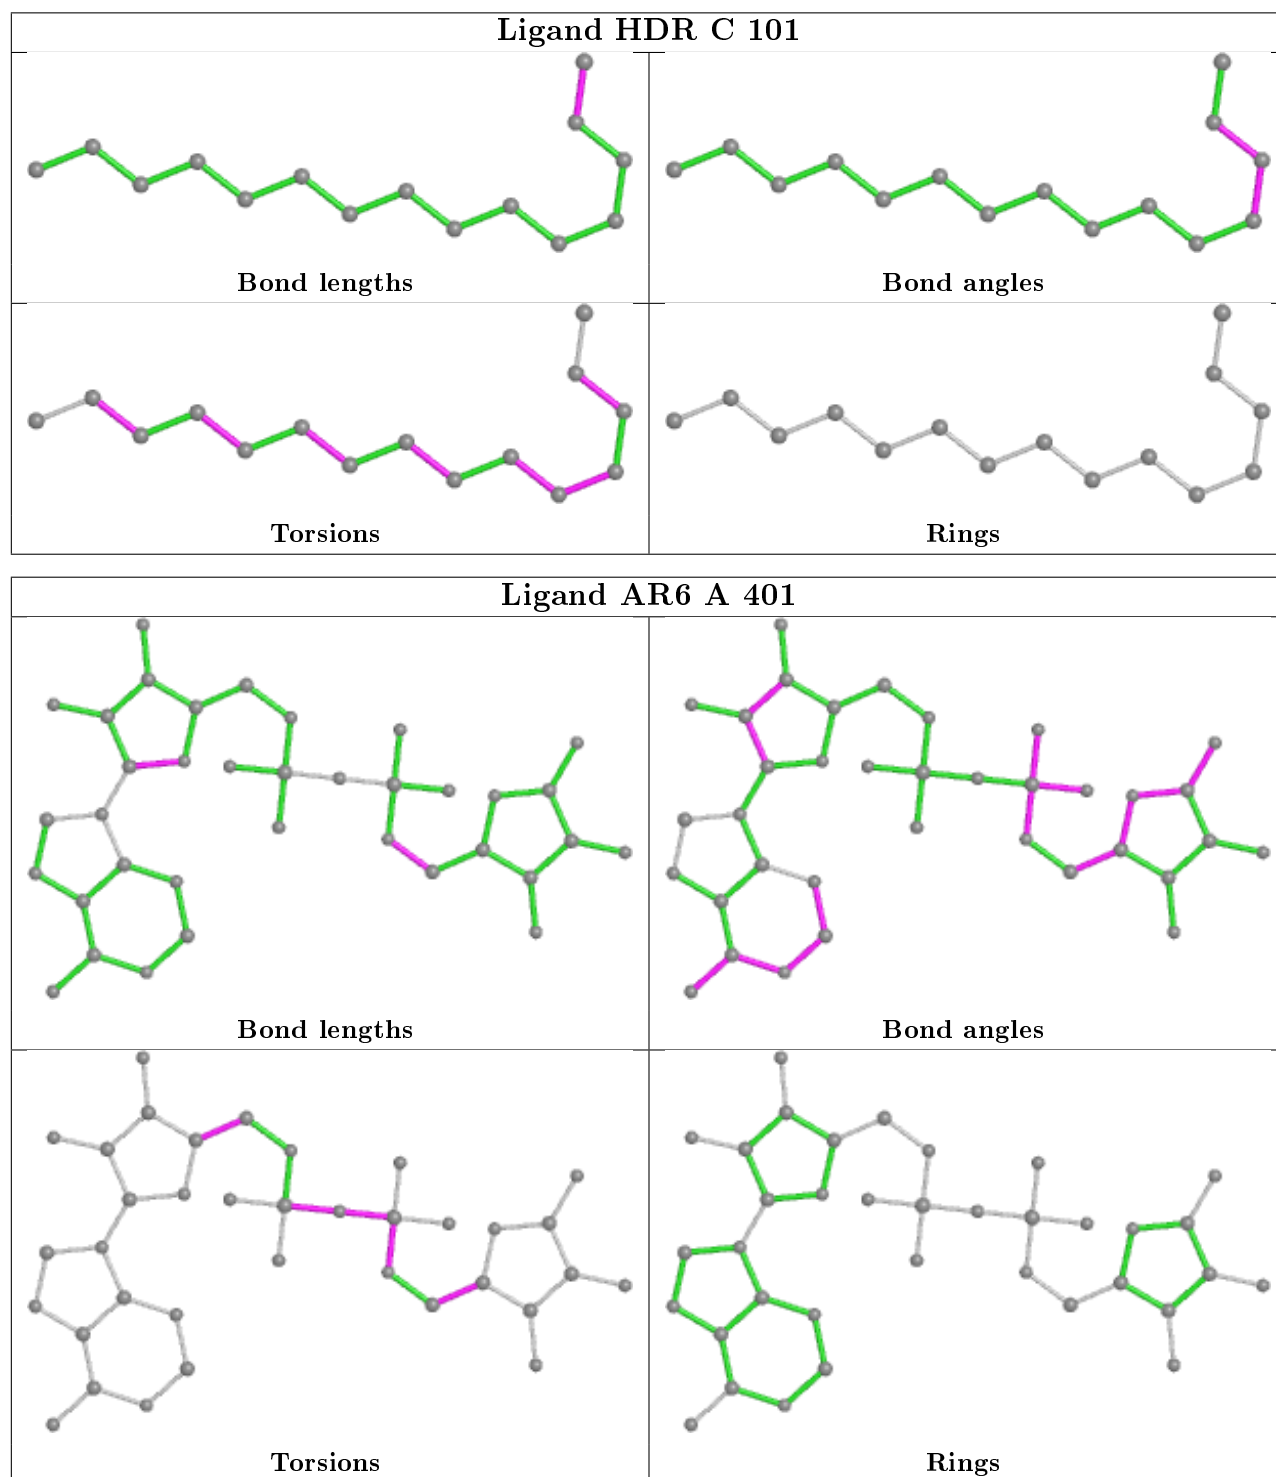 Ligand HDR C 101
Bond lengths
Bond angles
Torsions
Rings
Ligand AR6 A 401
Bond lengths
Bond angles
Torsions
Rings